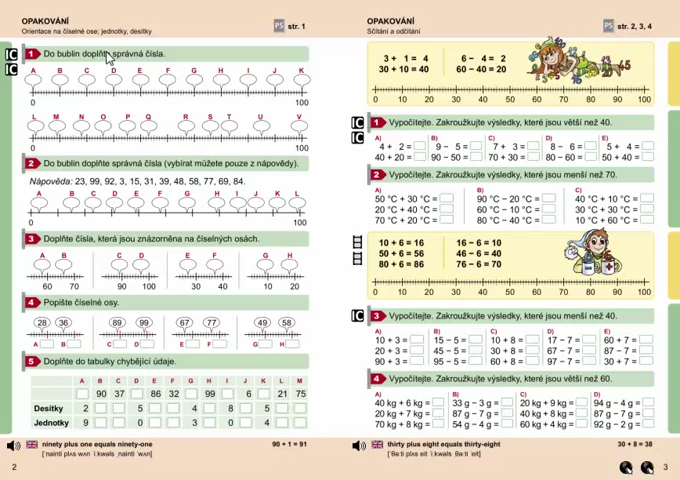 OPAKOVÁNÍ
Orientace na číselné ose; jednotky, desítky
PS str. 1
1 Do bublin doplňte správná čísla.
A B C D E F G H I J K
0 100
L M N O P Q R S T U V
0 100
2 Do bublin doplňte správná čísla (vybírat můžete pouze z nápovědy).
Nápověda: 23, 99, 92, 3, 15, 31, 39, 48, 58, 77, 69, 84.
A B C D E F G H I J K L
0 100
3 Doplňte čísla, která jsou znázorněna na číselných osách.
A B C D E F G H
60 70 90 100 30 40 10 20
4 Popište číselné osy.
28 36 89 99 67 77 49 58
A B C D E F G H
5 Doplňte do tabulky chybějící údaje.
A B C D E F G H I J K L M
90 37 86 32 99 6 21 75
Desítky 2 5 4 8 5
Jednotky 9 0 3 0 4
ninety plus one equals ninety-one
90 + 1 = 91
2
OPAKOVÁNÍ
Sčítání a odčítání
PS str. 2, 3, 4
3 + 1 = 4 6 – 4 = 2
30 + 10 = 40 60 – 40 = 20
0 10 20 30 40 50 60 70 80 90 100
1 Vypočítejte. Zakroužkujte výsledky, které jsou větší než 40.
A) B) C) D) E)
4 + 2 = 9 – 5 = 7 + 3 = 8 – 6 = 5 + 4 =
40 + 20 = 90 – 50 = 70 + 30 = 80 – 60 = 50 + 40 =
2 Vypočítejte. Zakroužkujte výsledky, které jsou menší než 70.
A) B) C)
50 °C + 30 °C = 90 °C – 20 °C = 40 °C + 10 °C =
20 °C + 40 °C = 60 °C – 10 °C = 30 °C + 30 °C =
70 °C + 20 °C = 80 °C – 40 °C = 10 °C + 60 °C =
10 + 6 = 16 16 – 6 = 10
50 + 6 = 56 46 – 6 = 40
80 + 6 = 86 76 – 6 = 70
0 10 20 30 40 50 60 70 80 90 100
3 Vypočítejte. Zakroužkujte výsledky, které jsou menší než 40.
A) B) C) D) E)
10 + 3 = 15 – 5 = 10 + 8 = 17 – 7 = 60 + 7 =
20 + 3 = 45 – 5 = 30 + 8 = 67 – 7 = 87 – 7 =
90 + 3 = 95 – 5 = 60 + 8 = 97 – 7 = 30 + 7 =
4 Vypočítejte. Zakroužkujte výsledky, které jsou větší než 60.
A) B) C) D)
40 kg + 6 kg = 33 g – 3 g = 20 kg + 9 kg = 94 g – 4 g =
20 kg + 7 kg = 87 g – 7 g = 40 kg + 8 kg = 87 g – 7 g =
70 kg + 8 kg = 54 g – 4 g = 60 kg + 4 kg = 92 g – 2 g =
thirty plus eight equals thirty-eight
30 + 8 = 38
3